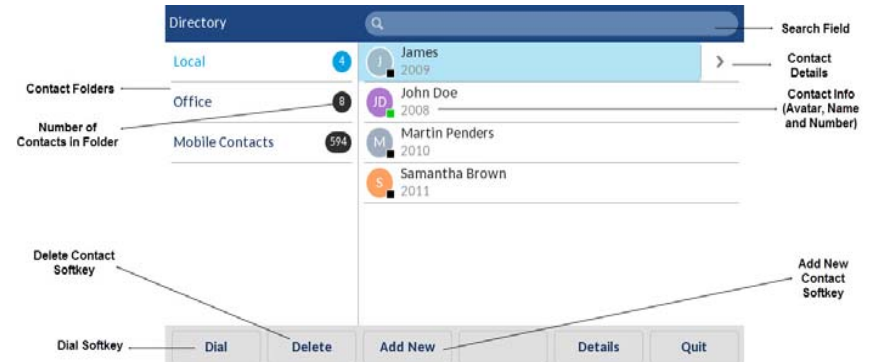 Directory
Search Field
Local
4
J
James
2009
Contact
Details
Contact Folders
Office
8
JD
John Doe
2008
Contact Info
(Avatar, Name
and Number)
Number of
Contacts in Folder
Mobile Contacts
594
M
Martin Penders
2010
S
Samantha Brown
2011
Delete Contact
Softkey
Add New
Contact
Softkey
Dial Softkey
Dial
Delete
Add New
Details
Quit